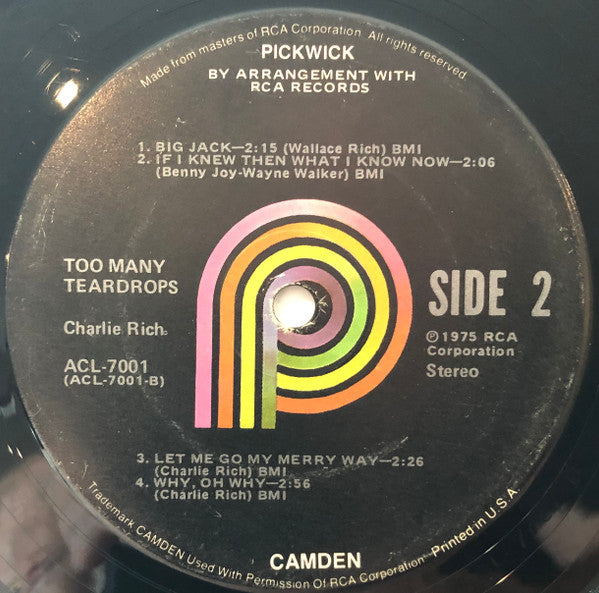 Made from masters of RCA Corporation. All rights reserved.
PICKWICK
BY ARRANGEMENT WITH
RCA RECORDS
1. BIG JACK—2:15 (Wallace Rich) BMI
2. IF I KNEW THEN WHAT I KNOW NOW—2:06
(Benny Joy-Wayne Walker) BMI
TOO MANY
TEARDROPS
Charlie Rich
ACL-7001
(ACL-7001-B)
SIDE 2
℗ 1975 RCA
Corporation
Stereo
3. LET ME GO MY MERRY WAY—2:26
(Charlie Rich) BMI
4. WHY, OH WHY—2:56
(Charlie Rich) BMI
CAMDEN
Trademark CAMDEN Used With Permission Of RCA Corporation—Printed in U.S.A.